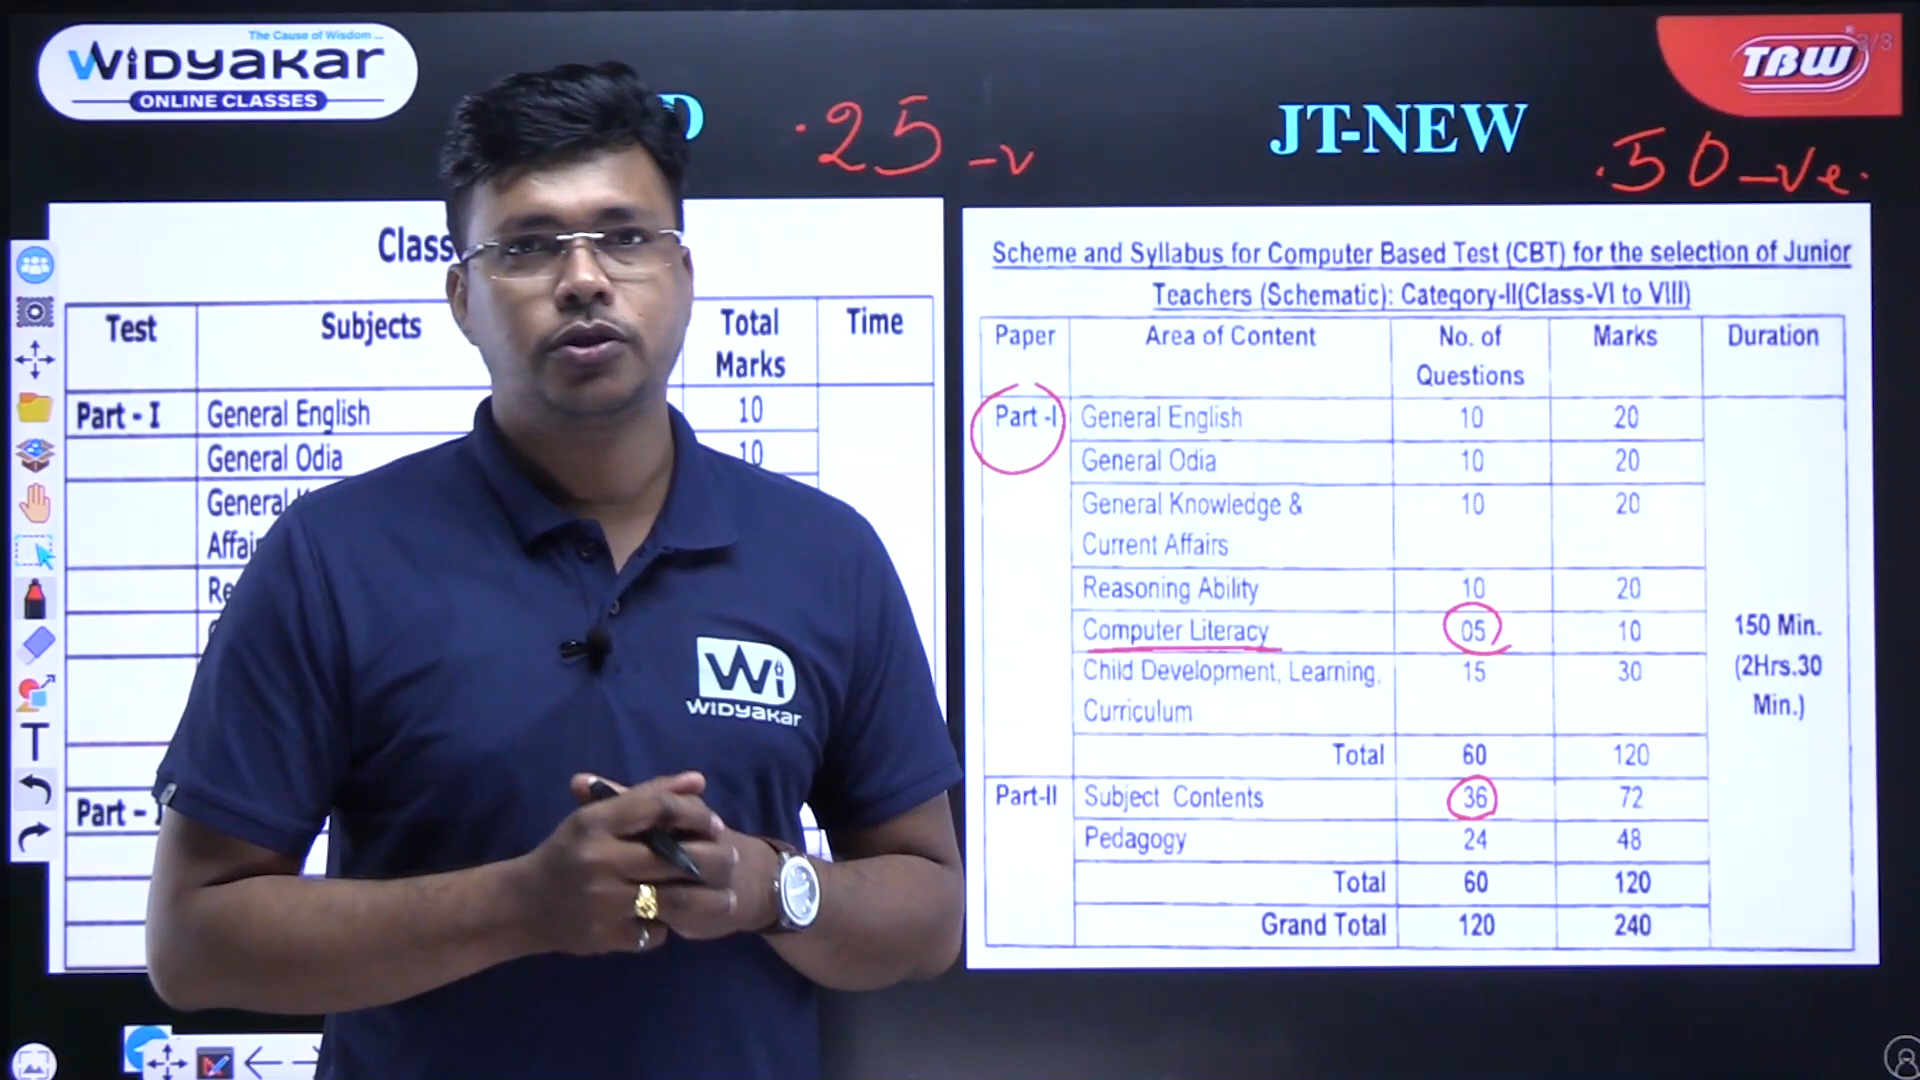 The Cause of Wisdom ...
WiDYAKAR
ONLINE CLASSES
TBW
3/3
.25 -v
JT-NEW
.50 -ve.
Class
Test
Subjects
Total
Marks
Time
Part - I
General English
10
General Odia
10
General
Affai
Re
Part -
Scheme and Syllabus for Computer Based Test (CBT) for the selection of Junior
Teachers (Schematic): Category-II(Class-VI to VIII)
Paper
Area of Content
No. of
Questions
Marks
Duration
Part -I
General English
10
20
General Odia
10
20
General Knowledge &
Current Affairs
10
20
Reasoning Ability
10
20
Computer Literacy
05
10
Child Development, Learning,
Curriculum
15
30
Total
60
120
Part-II
Subject Contents
36
72
Pedagogy
24
48
Total
60
120
Grand Total
120
240
150 Min.
(2Hrs.30
Min.)
Wi
WiDYAKAR